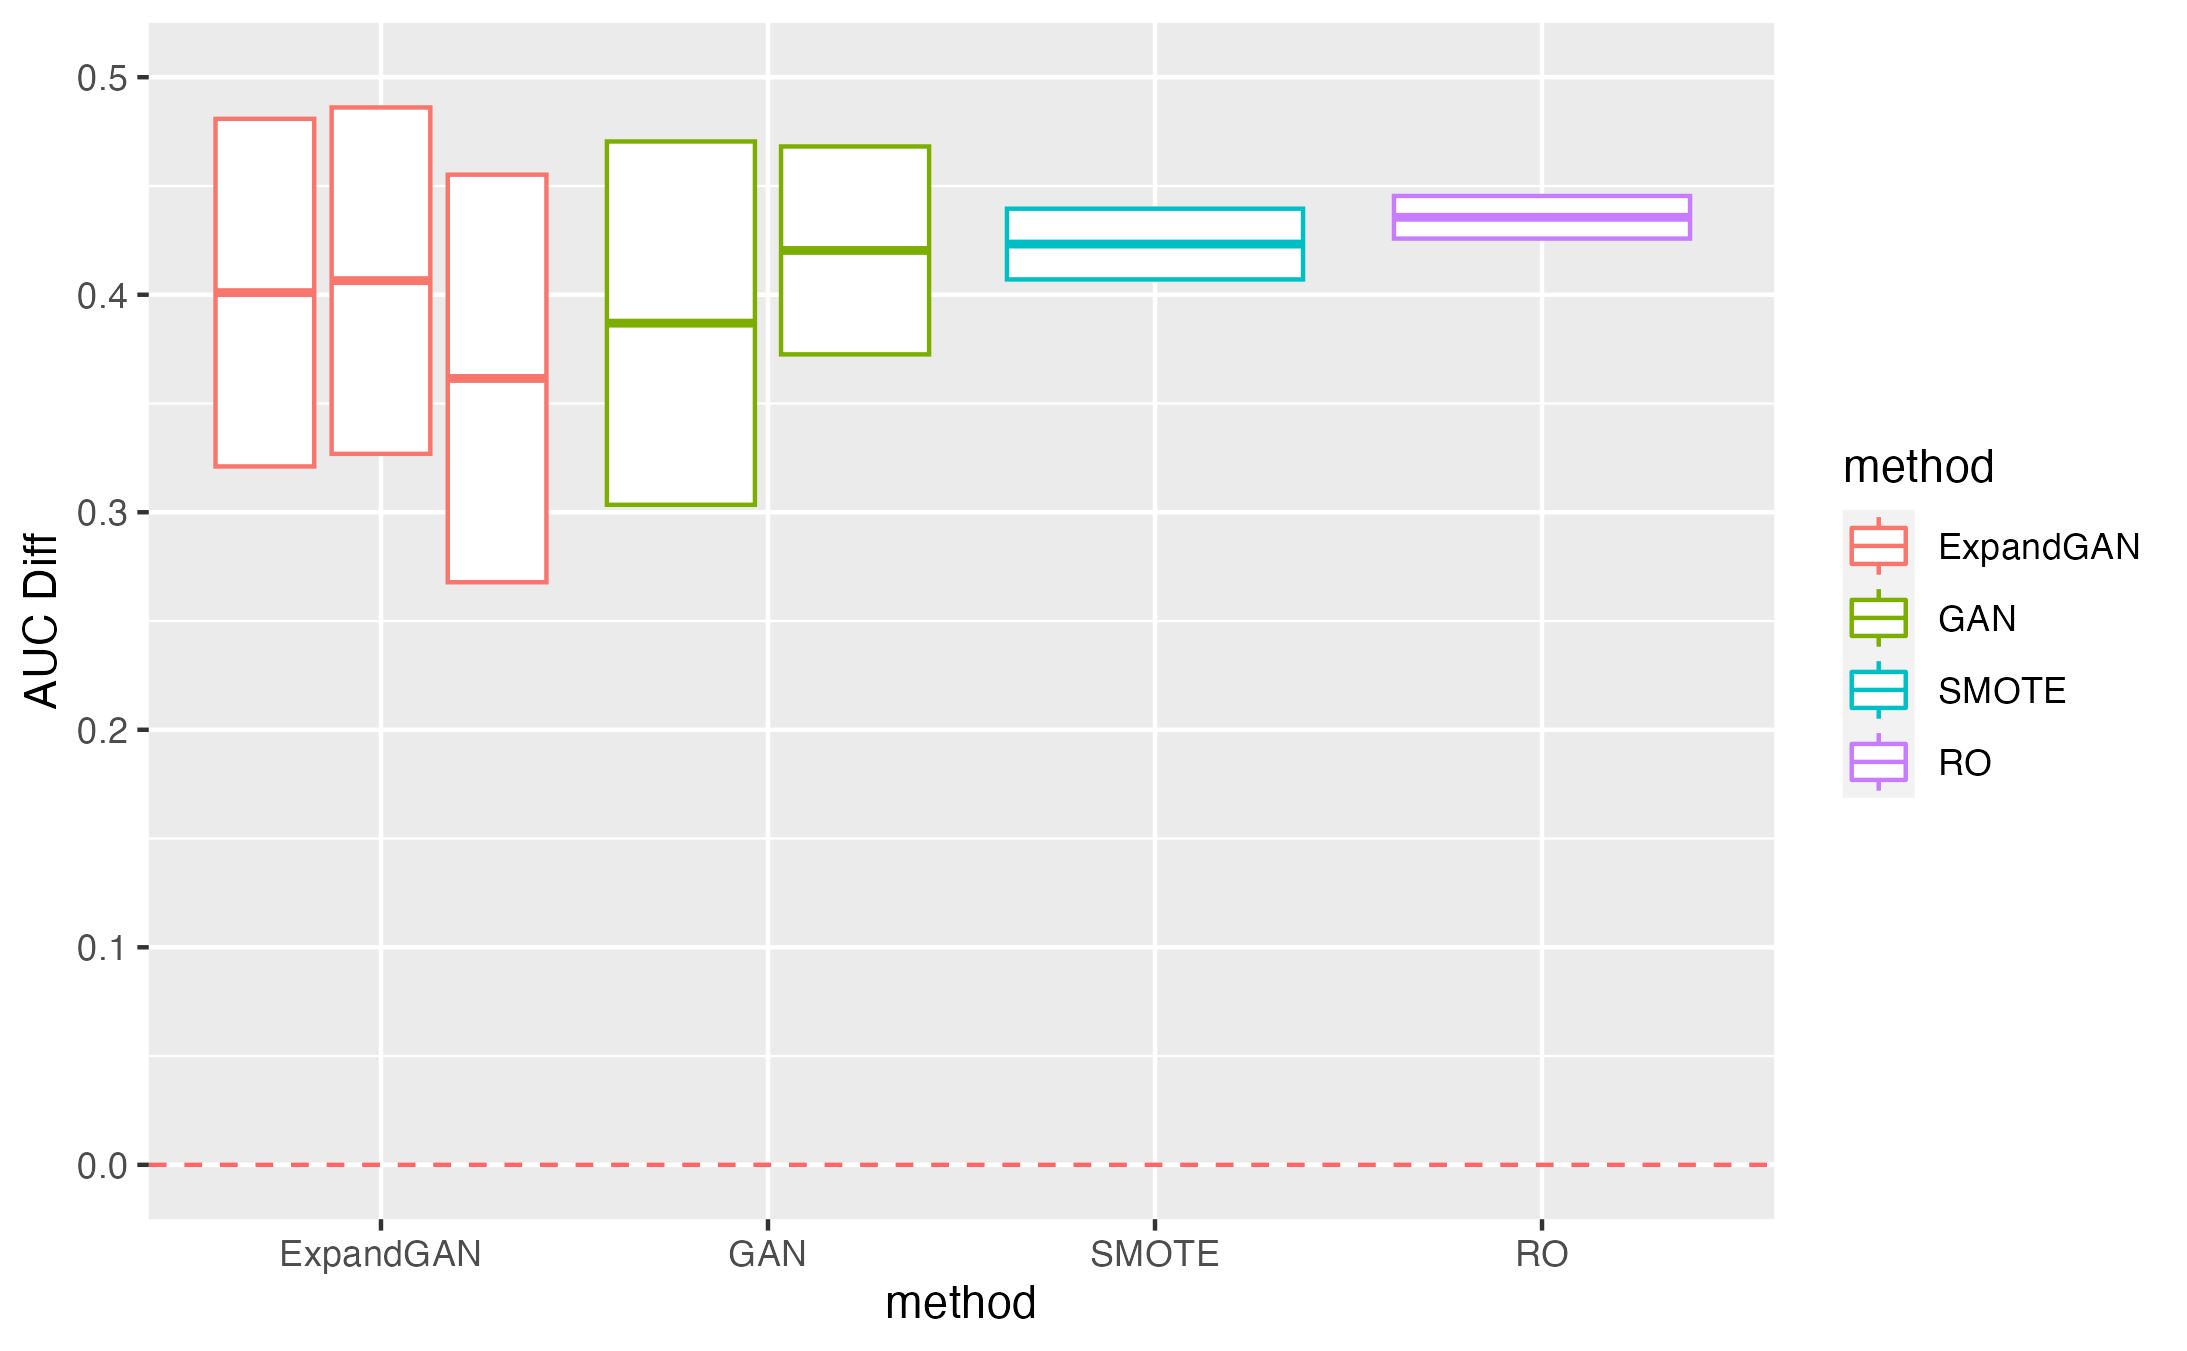 AUC Diff
0.5
0.4
0.3
0.2
0.1
0.0
ExpandGAN
GAN
SMOTE
RO
method
method
ExpandGAN
GAN
SMOTE
RO